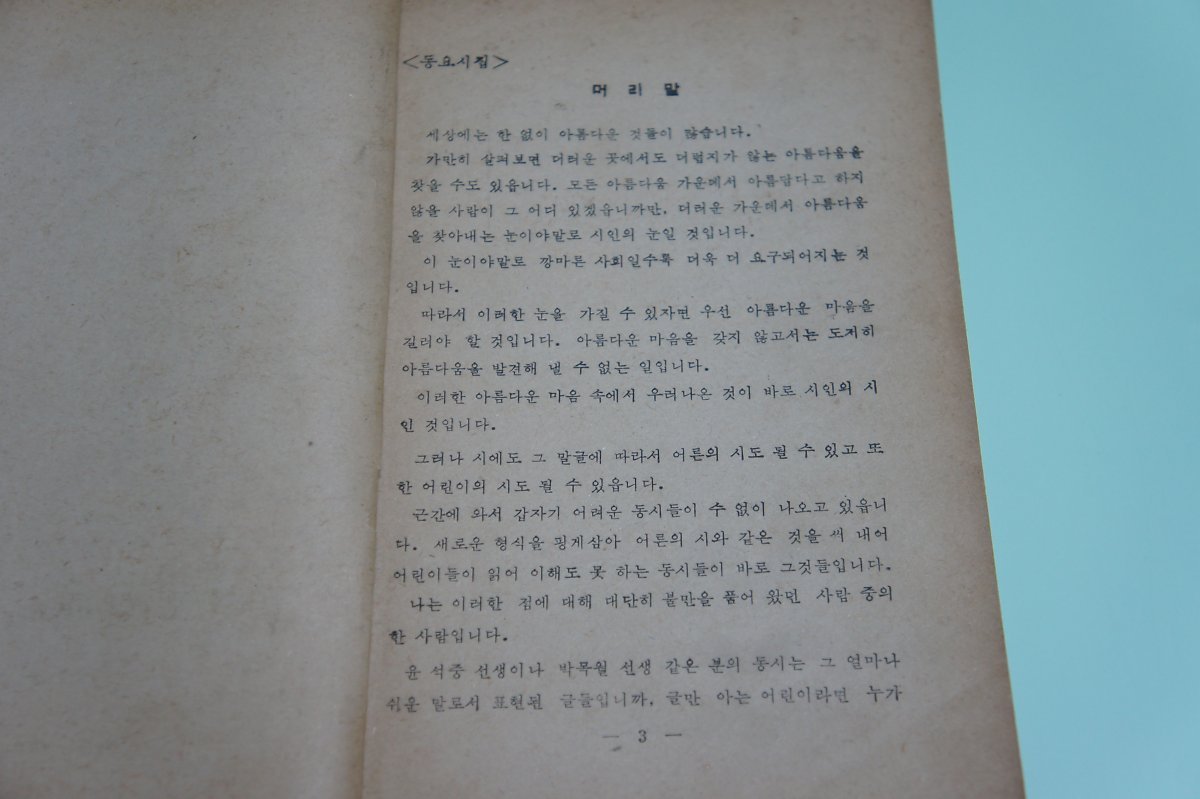 <동요시집>
머 리 말
세상에는 한 없이 아름다운 것들이 많습니다.
가만히 살펴보면 더러운 곳에서도 더럽지가 않는 아름다움을
찾을 수도 있읍니다. 모든 아름다움 가운데서 아름답다고 하지
않을 사람이 그 어디 있겠읍니까만, 더러운 가운데서 아름다움
을 찾아내는 눈이야말로 시인의 눈일 것입니다.
이 눈이야말로 깡마른 사회일수록 더욱 더 요구되어지는 것
입니다.
따라서 이러한 눈을 가질 수 있자면 우선 아름다운 마음을
길러야 할 것입니다. 아름다운 마음을 갖지 않고서는 도저히
아름다움을 발견해 낼 수 없는 일입니다.
이러한 아름다운 마음 속에서 우러나온 것이 바로 시인의 시
인 것입니다.
그러나 시에도 그 말글에 따라서 어른의 시도 될 수 있고 또
한 어린이의 시도 될 수 있읍니다.
근간에 와서 갑자기 어려운 동시들이 수 없이 나오고 있읍니
다. 새로운 형식을 핑게삼아 어른의 시와 같은 것을 써 내어
어린이들이 읽어 이해도 못 하는 동시들이 바로 그것들입니다.
나는 이러한 점에 대해 대단히 불만을 품어 왔던 사람 중의
한 사람입니다.
윤 석중 선생이나 박목월 선생 같은 분의 동시는 그 얼마나
쉬운 말로서 표현된 글들입니까, 글만 아는 어린이라면 누가
— 3 —